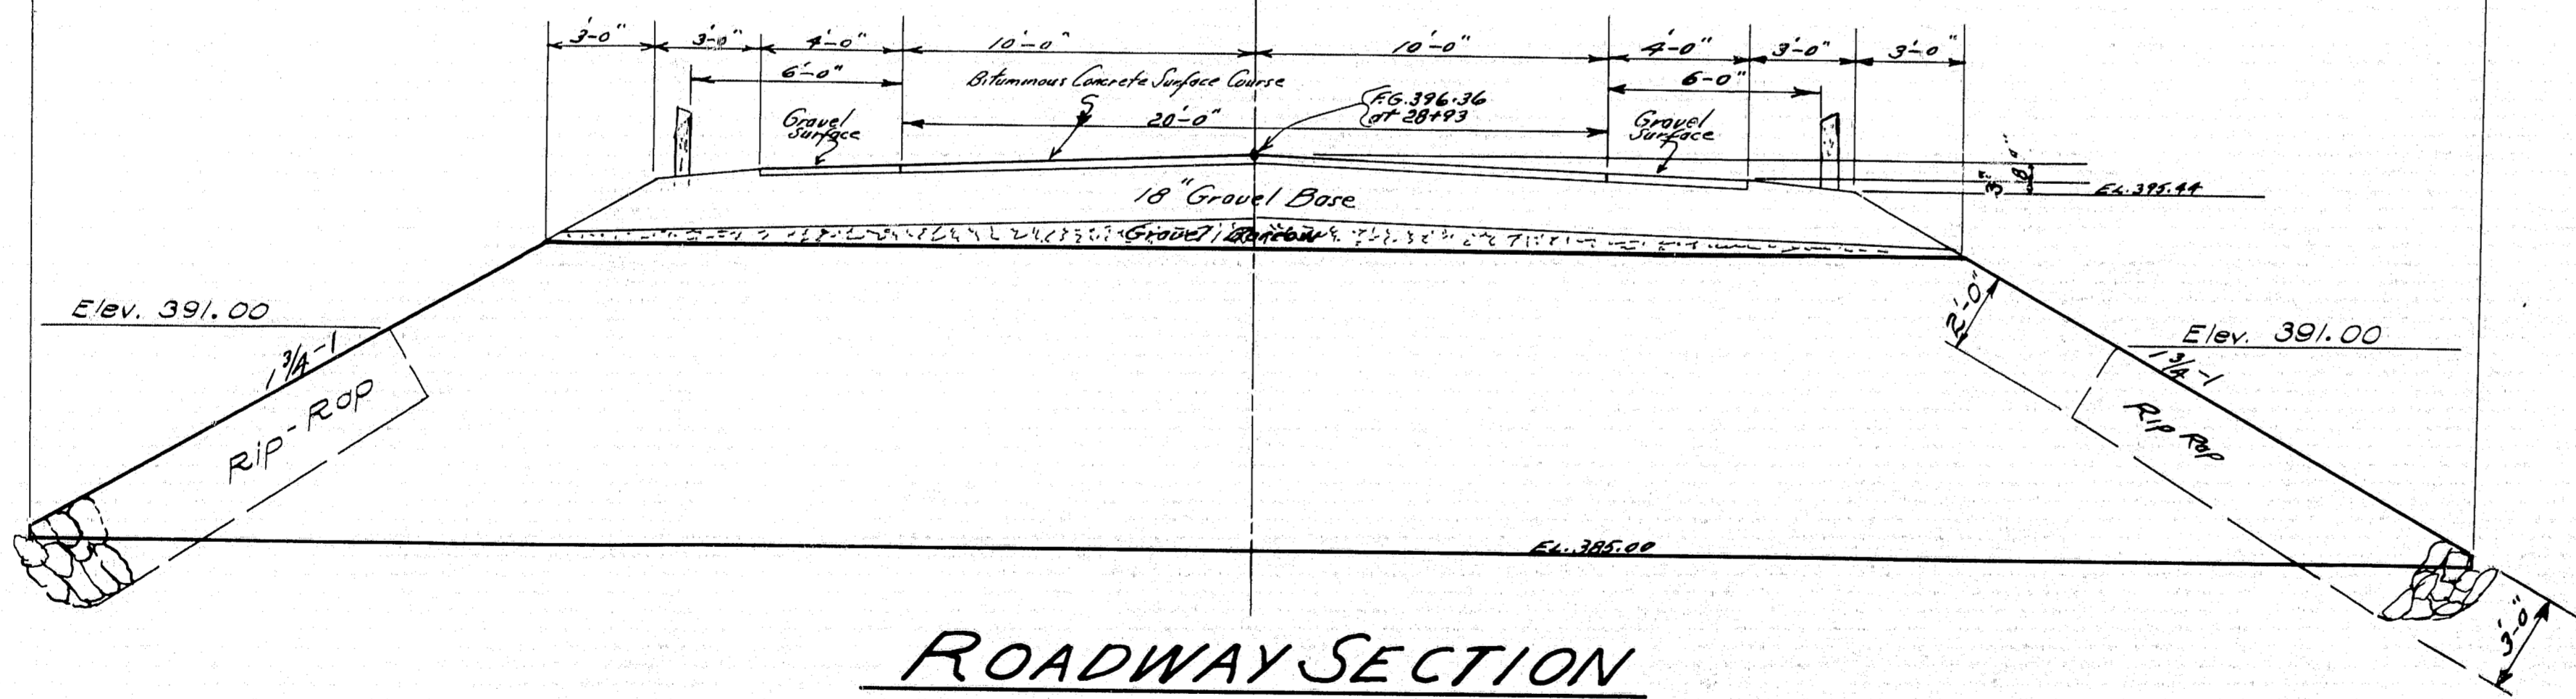 3'-0" 3'-0" 4'-0" 10'-0" 10'-0" 4'-0" 3'-0" 3'-0"
6'-0" 6-0"
Bituminous Concrete Surface Course
F.G. 396.36
at 28+93
20'-0"
Gravel
Surface
Gravel
Surface
3" 8"
EL. 395.44
18" Gravel Base
Gravel Borrow
2'-0"
Elev. 391.00
Elev. 391.00
1 3/4-1
1 3/4-1
Rip-Rap
Rip Rap
EL. 385.00
3'-0"
ROADWAY SECTION